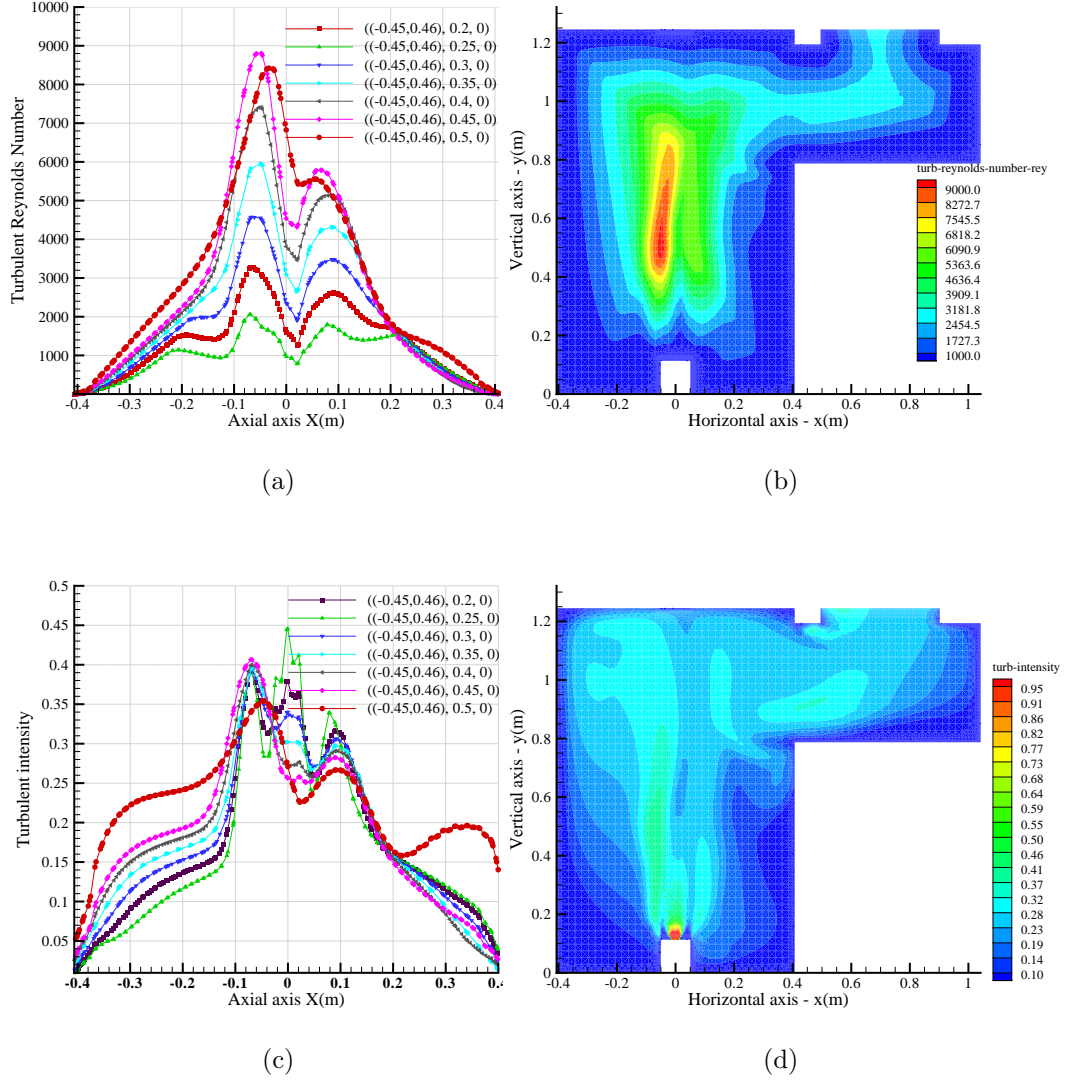 10000
9000
8000
7000
6000
5000
4000
3000
2000
1000
0
Turbulent Reynolds Number
((-0.45,0.46), 0.2, 0)
((-0.45,0.46), 0.25, 0)
((-0.45,0.46), 0.3, 0)
((-0.45,0.46), 0.35, 0)
((-0.45,0.46), 0.4, 0)
((-0.45,0.46), 0.45, 0)
((-0.45,0.46), 0.5, 0)
-0.4 -0.3 -0.2 -0.1 0 0.1 0.2 0.3 0.4
Axial axis X(m)
(a)
1.2
1
0.8
0.6
0.4
0.2
0
Vertical axis - y(m)
turb-reynolds-number-rey
9000.0
8272.7
7545.5
6818.2
6090.9
5363.6
4636.4
3909.1
3181.8
2454.5
1727.3
1000.0
-0.4 -0.2 0 0.2 0.4 0.6 0.8 1
Horizontal axis - x(m)
(b)
0.5
0.45
0.4
0.35
0.3
0.25
0.2
0.15
0.1
0.05
Turbulent intensity
((-0.45,0.46), 0.2, 0)
((-0.45,0.46), 0.25, 0)
((-0.45,0.46), 0.3, 0)
((-0.45,0.46), 0.35, 0)
((-0.45,0.46), 0.4, 0)
((-0.45,0.46), 0.45, 0)
((-0.45,0.46), 0.5, 0)
-0.4 -0.3 -0.2 -0.1 0 0.1 0.2 0.3 0.4
Axial axis X(m)
(c)
1.2
1
0.8
0.6
0.4
0.2
0
Vertical axis - y(m)
turb-intensity
0.95
0.91
0.86
0.82
0.77
0.73
0.68
0.64
0.59
0.55
0.50
0.46
0.41
0.37
0.32
0.28
0.23
0.19
0.14
0.10
-0.4 -0.2 0 0.2 0.4 0.6 0.8 1
Horizontal axis - x(m)
(d)